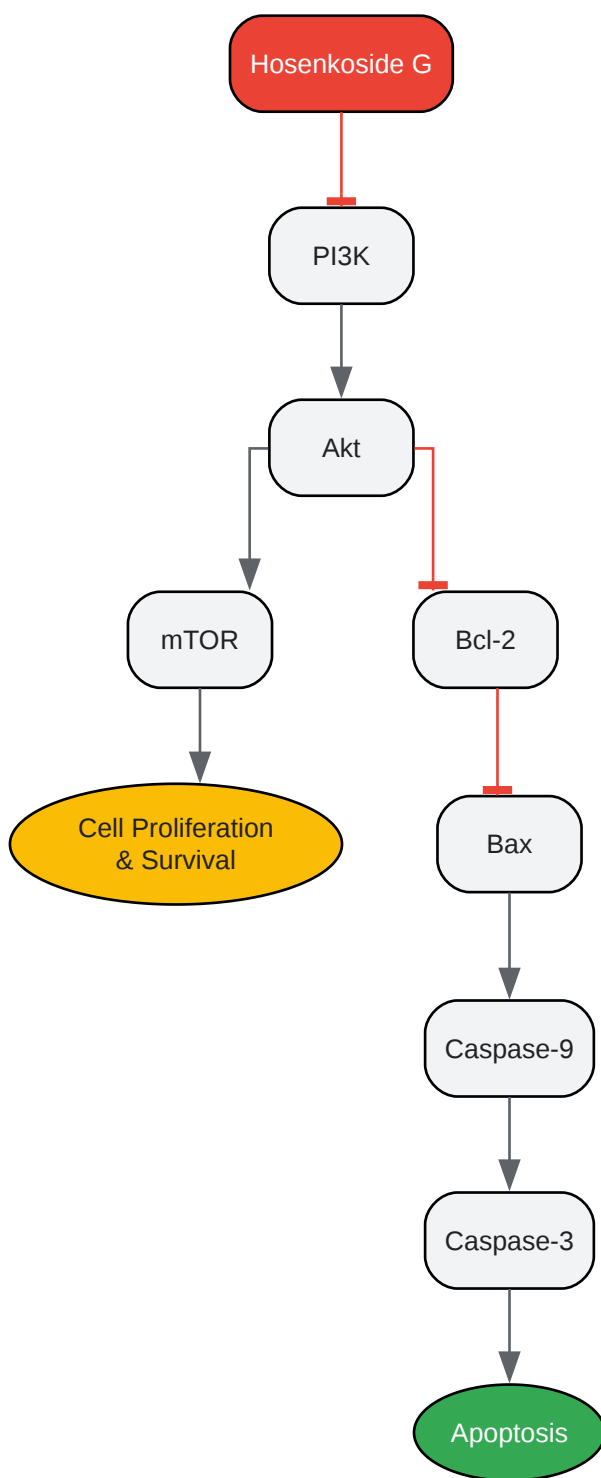 Hosenkoside G
PI3K
Akt
mTOR
Bcl-2
Cell Proliferation
& Survival
Bax
Caspase-9
Caspase-3
Apoptosis